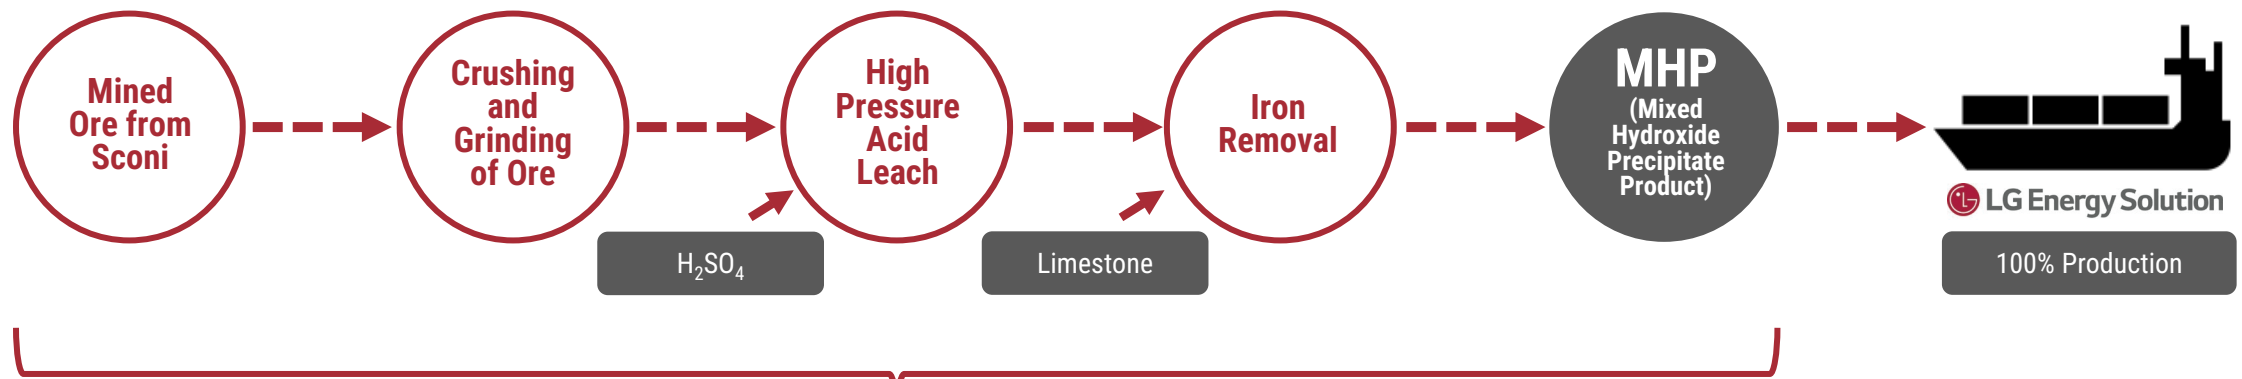 Mined
Ore from
Sconi
Crushing
and
Grinding
of Ore
High
Pressure
Acid
Leach
Iron
Removal
MHP
(Mixed
Hydroxide
Precipitate
Product)
H₂SO₄
Limestone
LG Energy Solution
100% Production